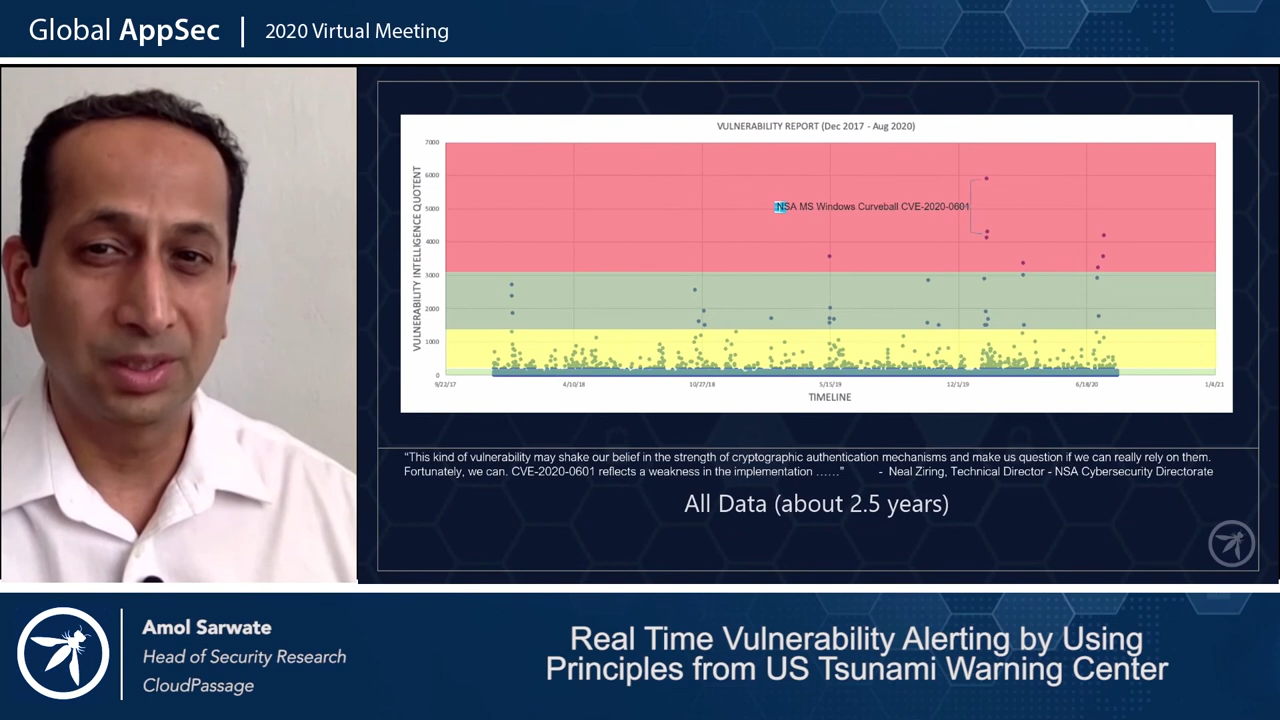 Global AppSec | 2020 Virtual Meeting
VULNERABILITY REPORT (Dec 2017 - Aug 2020)
VULNERABILITY INTELLIGENCE QUOTENT
7000
6000
5000
4000
3000
2000
1000
0
NSA MS Windows Curveball CVE-2020-0601
9/22/17 4/10/18 10/27/18 5/15/19 12/1/19 6/18/20 1/4/21
TIMELINE
“This kind of vulnerability may shake our belief in the strength of cryptographic authentication mechanisms and make us question if we can really rely on them.
Fortunately, we can. CVE-2020-0601 reflects a weakness in the implementation ……” - Neal Ziring, Technical Director - NSA Cybersecurity Directorate
All Data (about 2.5 years)
Amol Sarwate
Head of Security Research
CloudPassage
Real Time Vulnerability Alerting by Using
Principles from US Tsunami Warning Center